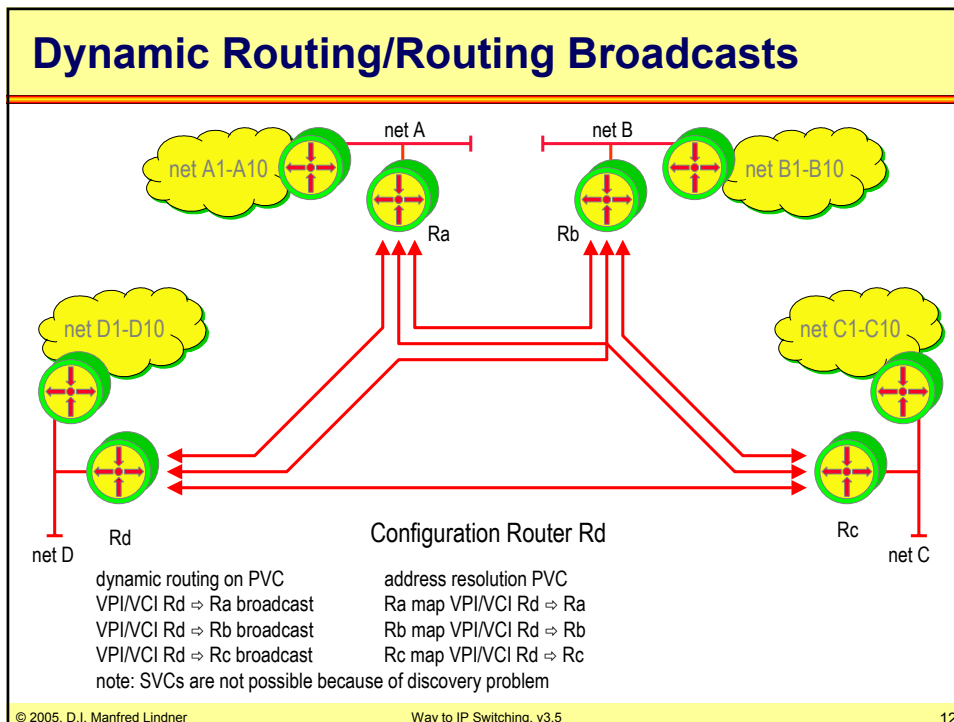 Dynamic Routing/Routing Broadcasts
net A
net B
net A1-A10
net B1-B10
Ra
Rb
net D1-D10
net C1-C10
Rd
Configuration Router Rd
Rc
net D
net C
dynamic routing on PVC
VPI/VCI Rd ⇨ Ra broadcast
VPI/VCI Rd ⇨ Rb broadcast
VPI/VCI Rd ⇨ Rc broadcast
address resolution PVC
Ra map VPI/VCI Rd ⇨ Ra
Rb map VPI/VCI Rd ⇨ Rb
Rc map VPI/VCI Rd ⇨ Rc
note: SVCs are not possible because of discovery problem
© 2005, D.I. Manfred Lindner
Way to IP Switching, v3.5
12